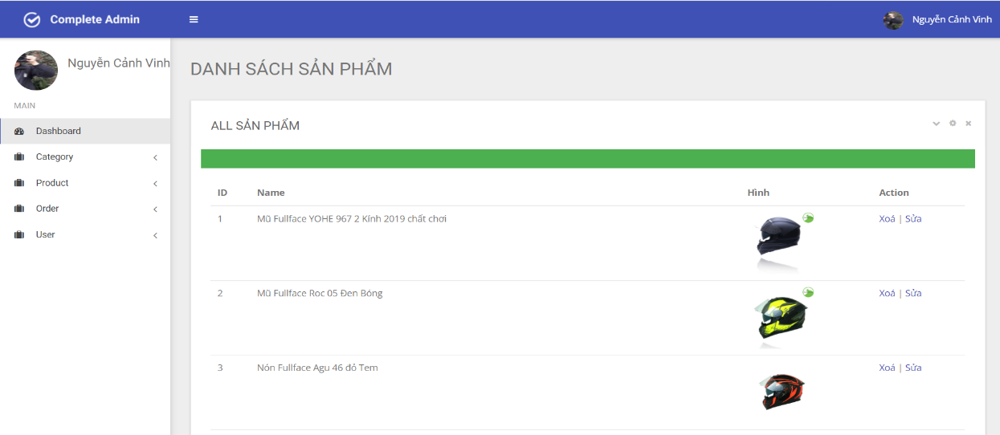 Complete Admin
Nguyễn Cảnh Vinh
Nguyễn Cảnh Vinh
DANH SÁCH SẢN PHẨM
MAIN
ALL SẢN PHẨM
Dashboard
Category
Product
Order
User
ID Name Hình Action
1 Mũ Fullface YOHE 967 2 Kính 2019 chất chơi Xoá | Sửa
2 Mũ Fullface Roc 05 Đen Bóng Xoá | Sửa
3 Nón Fullface Agu 46 đỏ Tem Xoá | Sửa